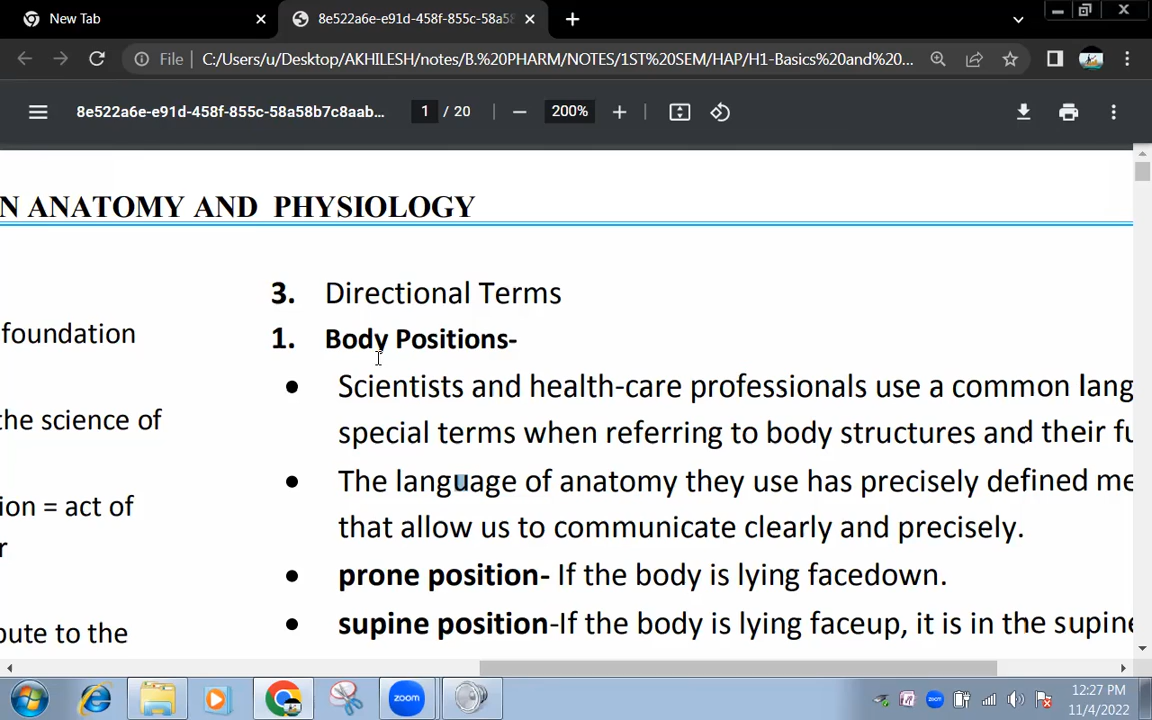 New Tab
8e522a6e-e91d-458f-855c-58a5
File
C:/Users/u/Desktop/AKHILESH/notes/B.%20PHARM/NOTES/1ST%20SEM/HAP/H1-Basics%20and%20...
8e522a6e-e91d-458f-855c-58a58b7c8aab...
1 / 20
200%
N ANATOMY AND PHYSIOLOGY
3. Directional Terms
foundation
1. Body Positions-
• Scientists and health-care professionals use a common lang
the science of
special terms when referring to body structures and their fu
• The language of anatomy they use has precisely defined me
ion = act of
that allow us to communicate clearly and precisely.
r
• prone position- If the body is lying facedown.
• supine position-If the body is lying faceup, it is in the supine
bute to the
zoom
12:27 PM
11/4/2022